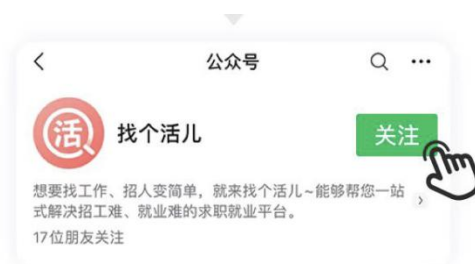 公众号
活
找个活儿
关注
想要找工作、招人变简单，就来找个活儿~能够帮您一站
式解决招工难、就业难的求职就业平台。
17位朋友关注